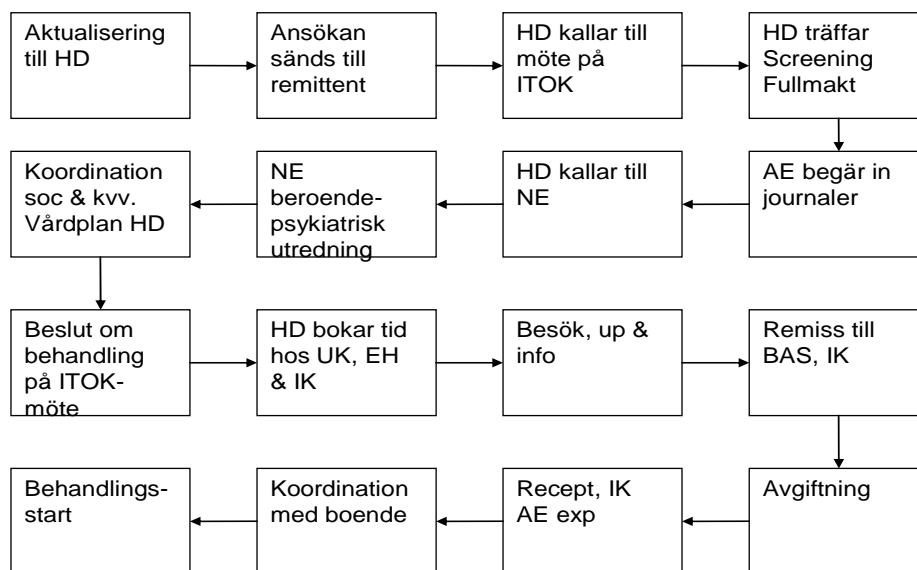 Aktualisering
till HD
Ansökan
sänds till
remittent
HD kallar till
möte på
ITOK
HD träffar
Screening
Fullmakt
Koordination
soc & kvv.
Vårdplan HD
NE
beroende-
psykiatrisk
utredning
HD kallar till
NE
AE begär in
journaler
Beslut om
behandling
på ITOK-
möte
HD bokar tid
hos UK, EH
& IK
Besök, up &
info
Remiss till
BAS, IK
Behandlings-
start
Koordination
med boende
Recept, IK
AE exp
Avgiftning